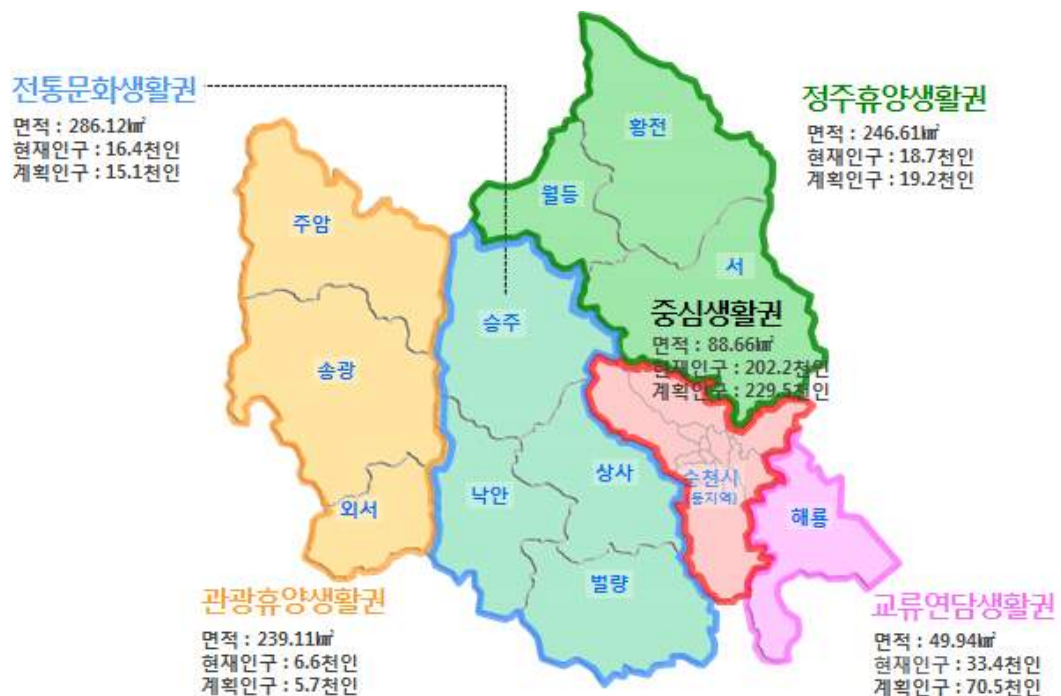 전통문화생활권
면적 : 286.12㎢
현재인구 : 16.4천인
계획인구 : 15.1천인
정주휴양생활권
면적 : 246.61㎢
현재인구 : 18.7천인
계획인구 : 19.2천인
황전
월등
주암
서
승주
중심생활권
면적 : 88.66㎢
현재인구 : 202.2천인
계획인구 : 229.5천인
송광
상사
순천시
(동지역)
낙안
외서
해룡
벌량
관광휴양생활권
면적 : 239.11㎢
현재인구 : 6.6천인
계획인구 : 5.7천인
교류연담생활권
면적 : 49.94㎢
현재인구 : 33.4천인
계획인구 : 70.5천인